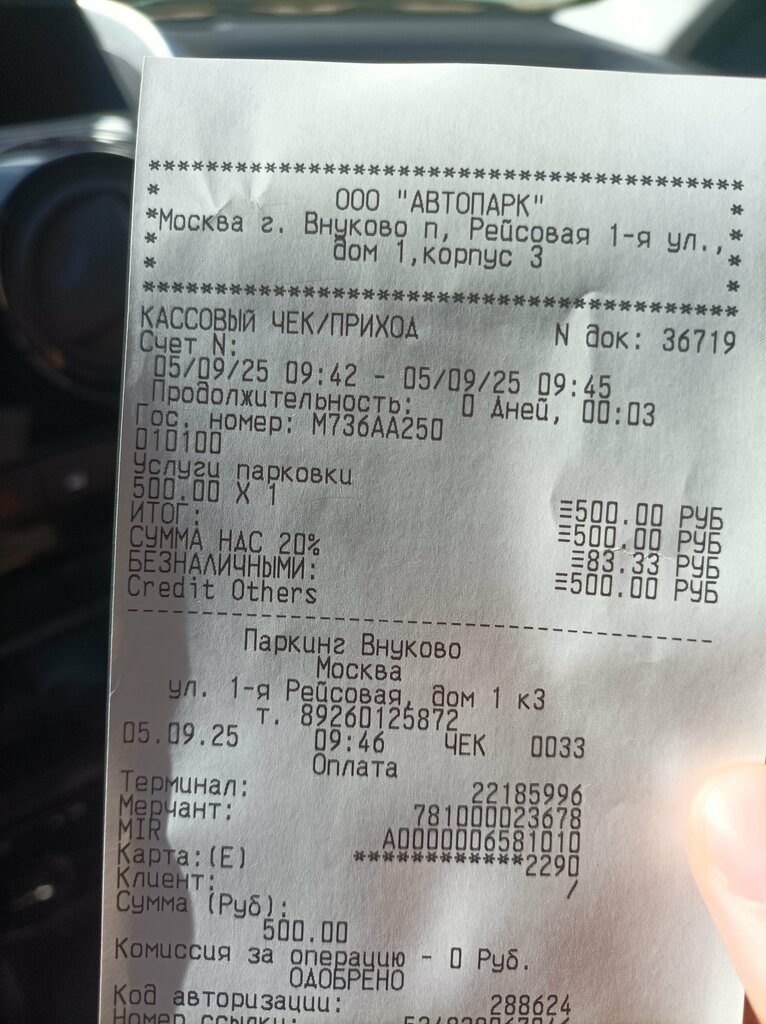 *****************************************
* ООО "АВТОПАРК" *
*Москва г. Внуково п, Рейсовая 1-я ул.,*
* дом 1,корпус 3 *
* *
*****************************************
КАССОВЫЙ ЧЕК/ПРИХОД N док: 36719
Счет N:
05/09/25 09:42 - 05/09/25 09:45
Продолжительность: 0 Дней, 00:03
Гос. номер: М736АА250
010100
Услуги парковки
500.00 X 1 ≡500.00 РУБ
ИТОГ: ≡500.00 РУБ
СУММА НДС 20% ≡83.33 РУБ
БЕЗНАЛИЧНЫМИ: ≡500.00 РУБ
Credit Others
----------------------------------------
Паркинг Внуково
Москва
ул. 1-я Рейсовая, дом 1 к3
т. 89260125872
05.09.25 09:46 ЧЕК 0033
Оплата
Терминал: 22185996
Мерчант: 781000023678
MIR A0000006581010
Карта:(E) ************2290
Клиент: /
Сумма (Руб):
500.00
Комиссия за операцию - 0 Руб.
ОДОБРЕНО
Код авторизации: 288624
Номер ссылки: